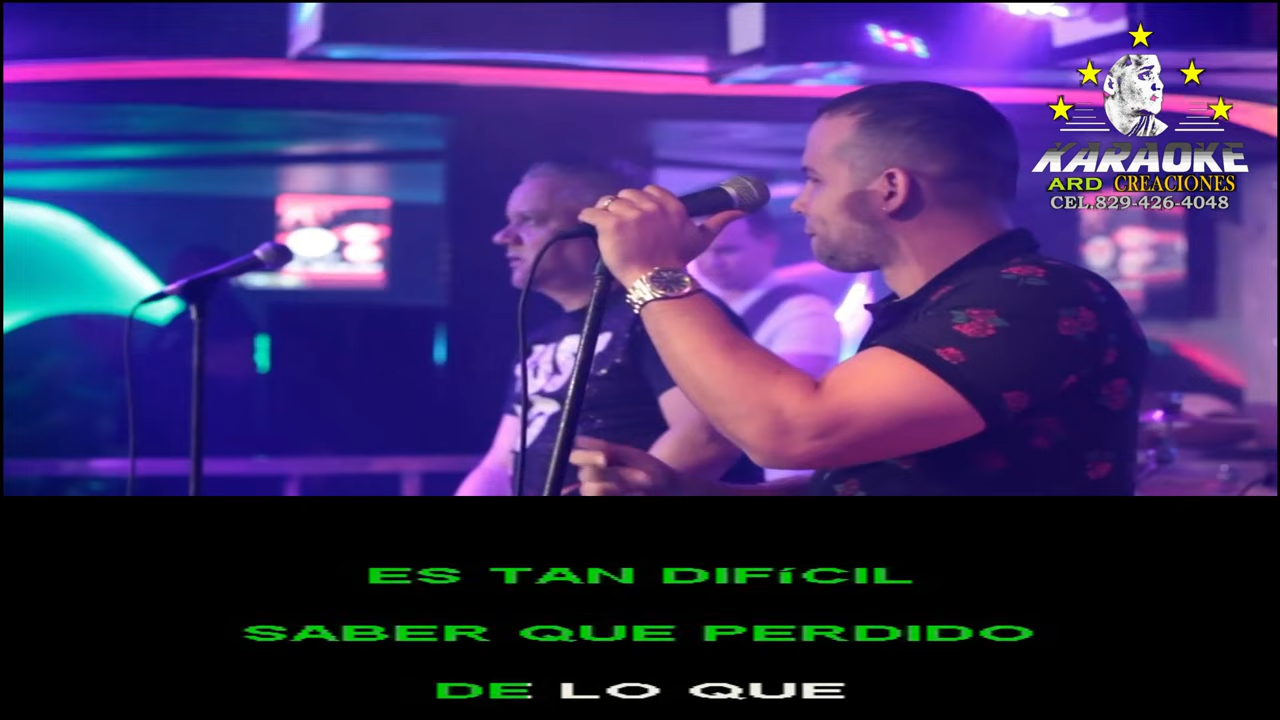 KARAOKE
ARD CREACIONES
CEL.829-426-4048
ES TAN DIFíCIL
SABER QUE PERDIDO
DE LO QUE